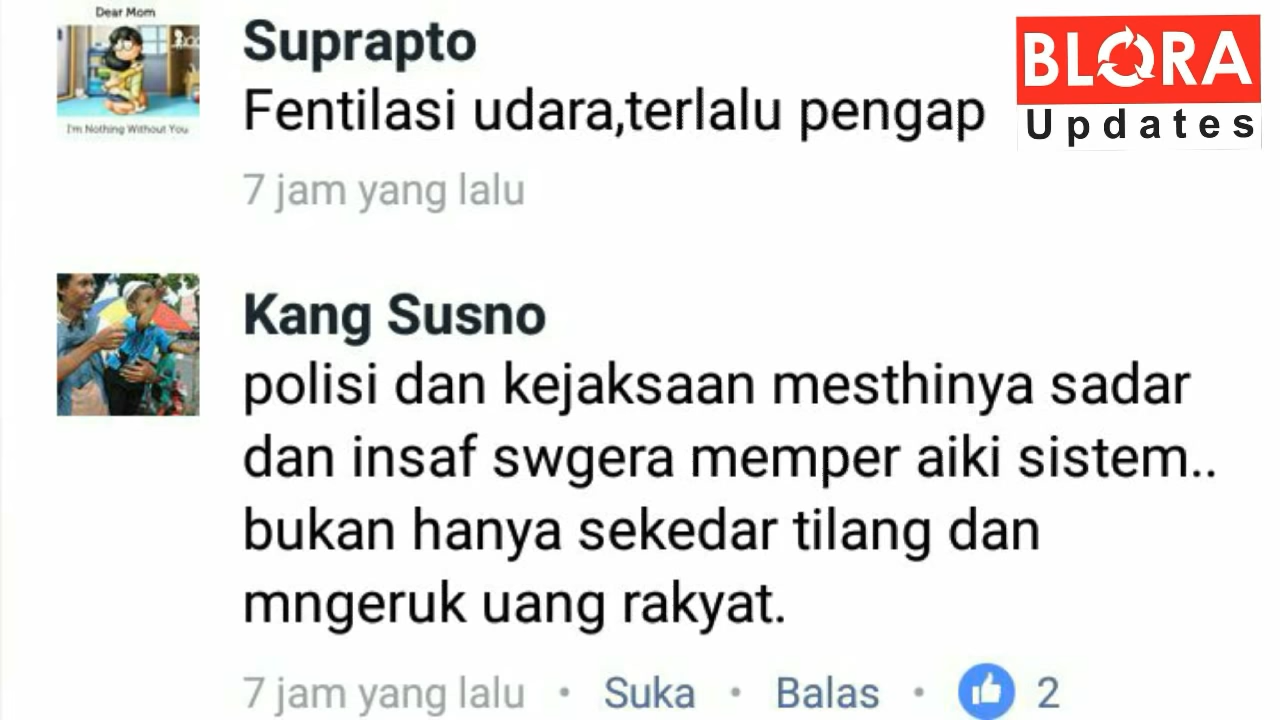 Dear Mom
I'm Nothing Without You
Suprapto
Fentilasi udara,terlalu pengap
7 jam yang lalu
BLORA
Updates
Kang Susno
polisi dan kejaksaan mesthinya sadar
dan insaf swgera memper aiki sistem..
bukan hanya sekedar tilang dan
mngeruk uang rakyat.
7 jam yang lalu • Suka • Balas • 2